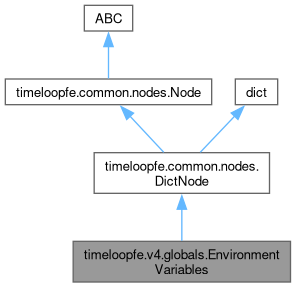 ABC
timeloopfe.common.nodes.Node
dict
timeloopfe.common.nodes.
DictNode
timeloopfe.v4.globals.Environment
Variables